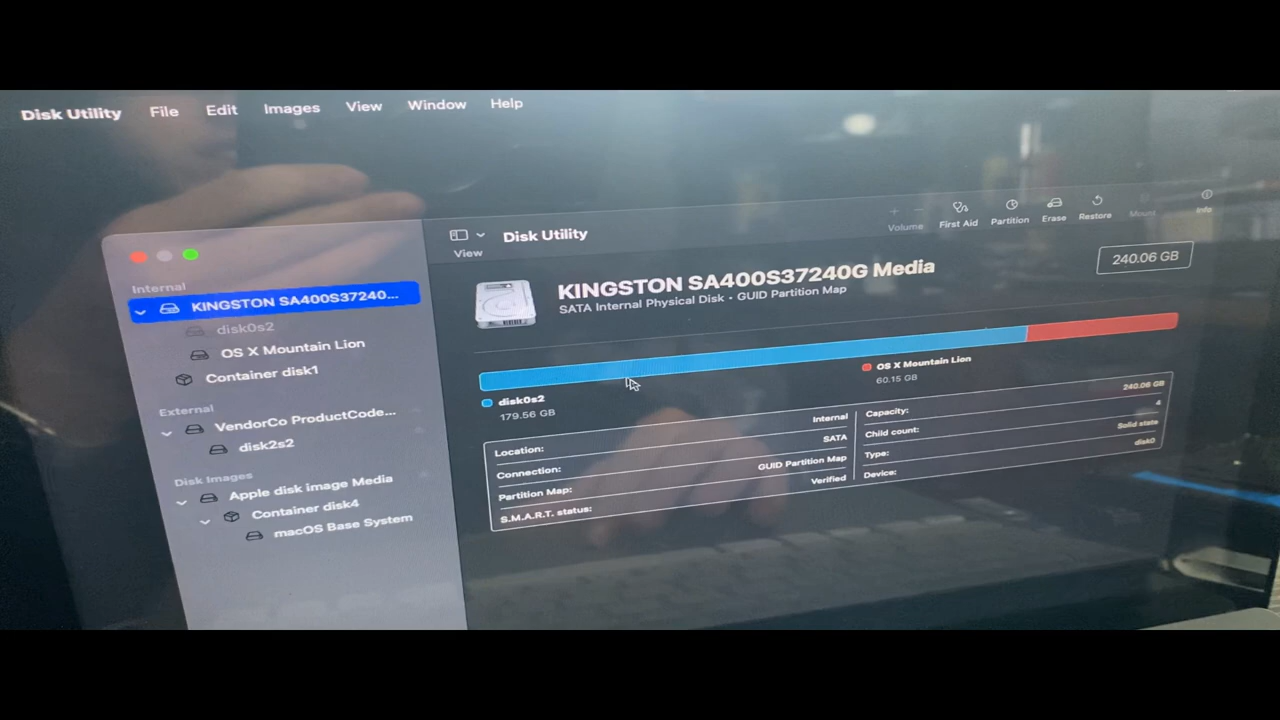 Disk Utility File Edit Images View Window Help
View
Disk Utility
Volume
First Aid
Partition
Erase
Restore
Mount
Info
Internal
KINGSTON SA400S37240...
disk0s2
OS X Mountain Lion
Container disk1
External
VendorCo ProductCode...
disk2s2
Disk Images
Apple disk image Media
Container disk4
macOS Base System
KINGSTON SA400S37240G Media
SATA Internal Physical Disk • GUID Partition Map
240.06 GB
disk0s2
179.56 GB
OS X Mountain Lion
60.15 GB
Location: Internal
Connection: SATA
Partition Map: GUID Partition Map
S.M.A.R.T. status: Verified
Capacity: 240.06 GB
Child count: 4
Type: Solid state
Device: disk0